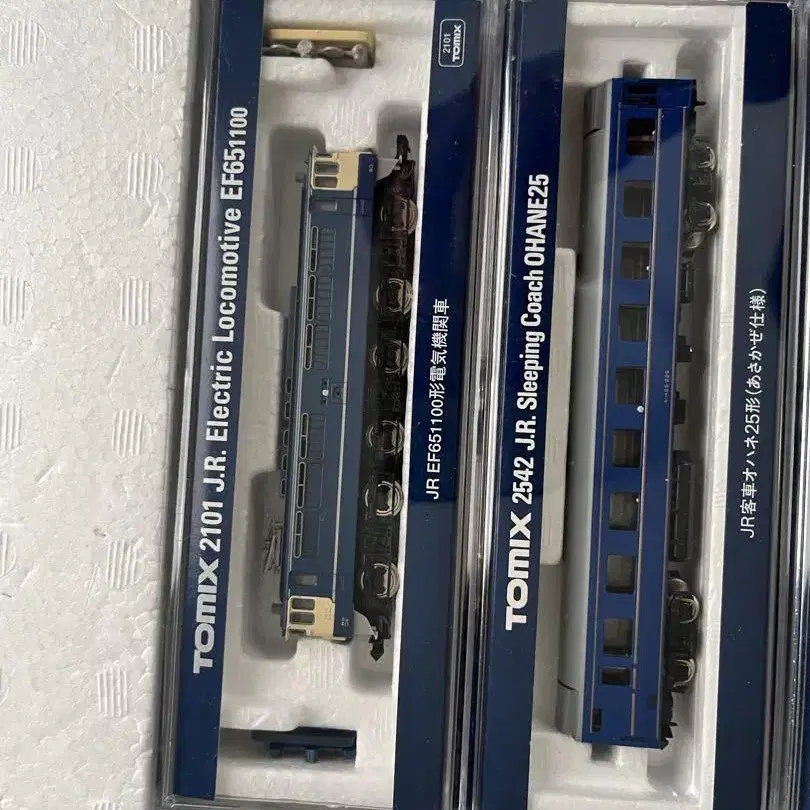 TOMIX 2101 J.R. Electric Locomotive EF651100
2101
TOMIX
JR EF651100形電気機関車
TOMIX 2542 J.R. Sleeping Coach OHANE25
JR客車オハネ25形(あさかぜ仕様)